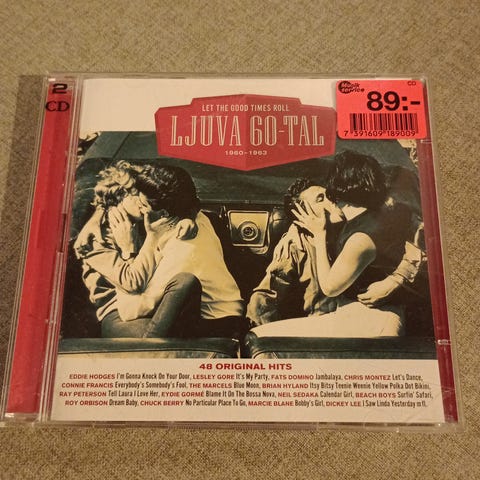 2
CD
LET THE GOOD TIMES ROLL
LJUVA 60-TAL
1960-1963
CD
89:-
7 391609 189009
48 ORIGINAL HITS
EDDIE HODGES I'm Gonna Knock On Your Door, LESLEY GORE It's My Party, FATS DOMINO Jambalaya, CHRIS MONTEZ Let's Dance,
CONNIE FRANCIS Everybody's Somebody's Fool, THE MARCELS Blue Moon, BRIAN HYLAND Itsy Bitsy Teenie Weenie Yellow Polka Dot Bikini,
RAY PETERSON Tell Laura I Love Her, EYDIE GORMÉ Blame It On The Bossa Nova, NEIL SEDAKA Calendar Girl, BEACH BOYS Surfin' Safari,
ROY ORBISON Dream Baby, CHUCK BERRY No Particular Place To Go, MARCIE BLANE Bobby's Girl, DICKEY LEE I Saw Linda Yesterday m fl.